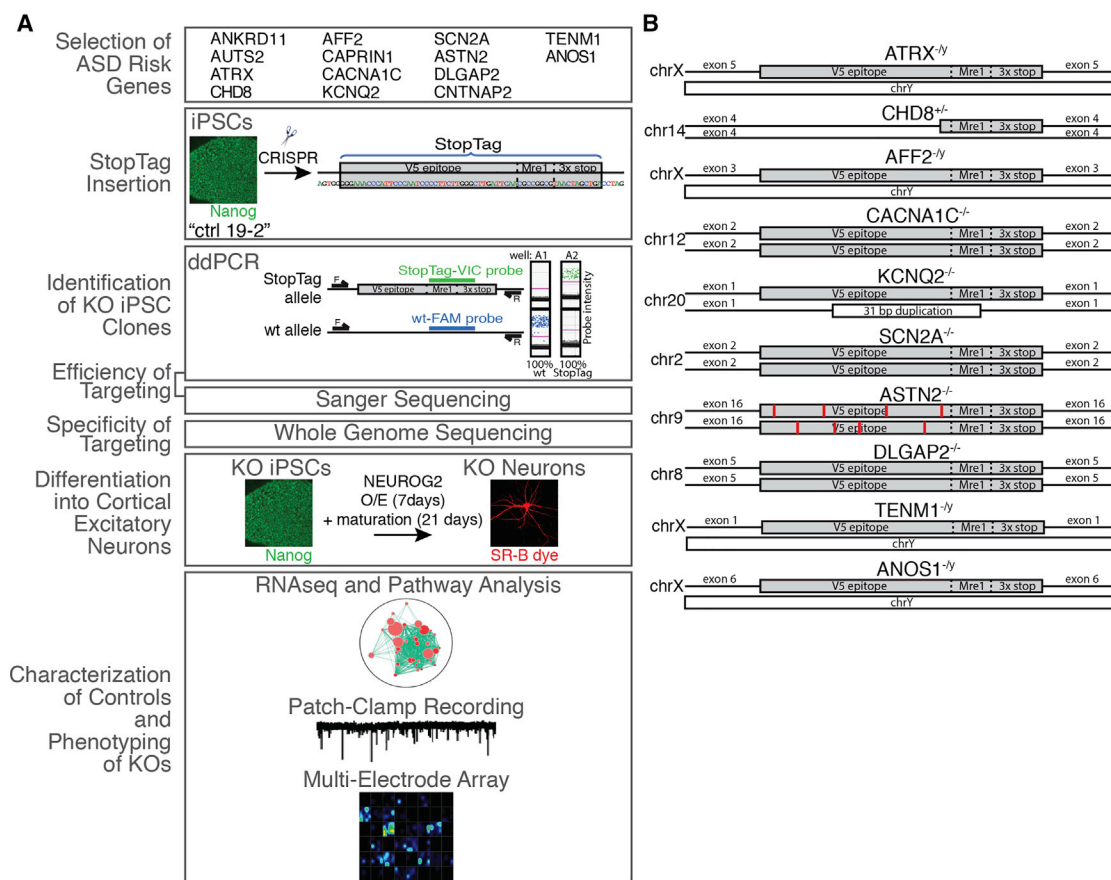 A
Selection of
ASD Risk
Genes
ANKRD11 AFF2 SCN2A TENM1
AUTS2 CAPRIN1 ASTN2 ANOS1
ATRX CACNA1C DLGAP2
CHD8 KCNQ2 CNTNAP2
StopTag
Insertion
iPSCs
CRISPR
StopTag
V5 epitope Mre1 3x stop
Nanog
"ctrl 19-2"
Identification
of KO iPSC
Clones
ddPCR
StopTag
allele
F
StopTag-VIC probe
V5 epitope Mre1 3x stop
R
wt allele
F
wt-FAM probe
R
well: A1 A2
Probe intensity
100% 100%
wt StopTag
Efficiency of
Targeting
Sanger Sequencing
Specificity of
Targeting
Whole Genome Sequencing
Differentiation
into Cortical
Excitatory
Neurons
KO iPSCs
Nanog
NEUROG2
O/E (7days)
+ maturation (21 days)
KO Neurons
SR-B dye
Characterization
of Controls
and
Phenotyping
of KOs
RNAseq and Pathway Analysis
Patch-Clamp Recording
Multi-Electrode Array
B
ATRX-/y
chrX exon 5 V5 epitope Mre1 3x stop exon 5
chrY
CHD8+/-
chr14 exon 4 Mre1 3x stop exon 4
exon 4 exon 4
AFF2-/y
chrX exon 3 V5 epitope Mre1 3x stop exon 3
chrY
CACNA1C-/-
chr12 exon 2 V5 epitope Mre1 3x stop exon 2
exon 2 V5 epitope Mre1 3x stop exon 2
KCNQ2-/-
chr20 exon 1 V5 epitope Mre1 3x stop exon 1
exon 1 31 bp duplication exon 1
SCN2A-/-
chr2 exon 2 V5 epitope Mre1 3x stop exon 2
exon 2 V5 epitope Mre1 3x stop exon 2
ASTN2-/-
chr9 exon 16 V5 epitope Mre1 3x stop exon 16
exon 16 V5 epitope Mre1 3x stop exon 16
DLGAP2-/-
chr8 exon 5 V5 epitope Mre1 3x stop exon 5
exon 5 V5 epitope Mre1 3x stop exon 5
TENM1-/y
chrX exon 1 V5 epitope Mre1 3x stop exon 1
chrY
ANOS1-/y
chrX exon 6 V5 epitope Mre1 3x stop exon 6
chrY